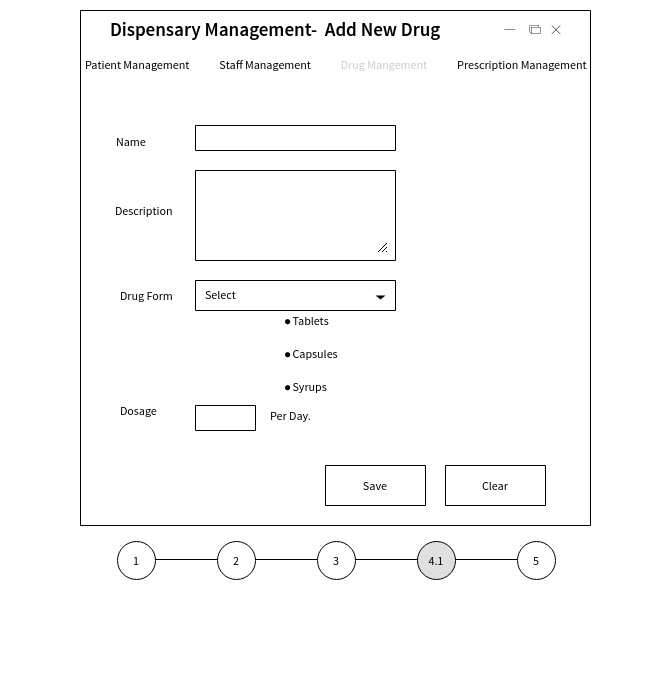 Dispensary Management-  Add New Drug
Patient Management Staff Management Drug Mangement Prescription Management
Name
Description
Drug Form Select
Tablets
Capsules
Syrups
Dosage Per Day.
Save Clear
1 2 3 4.1 5